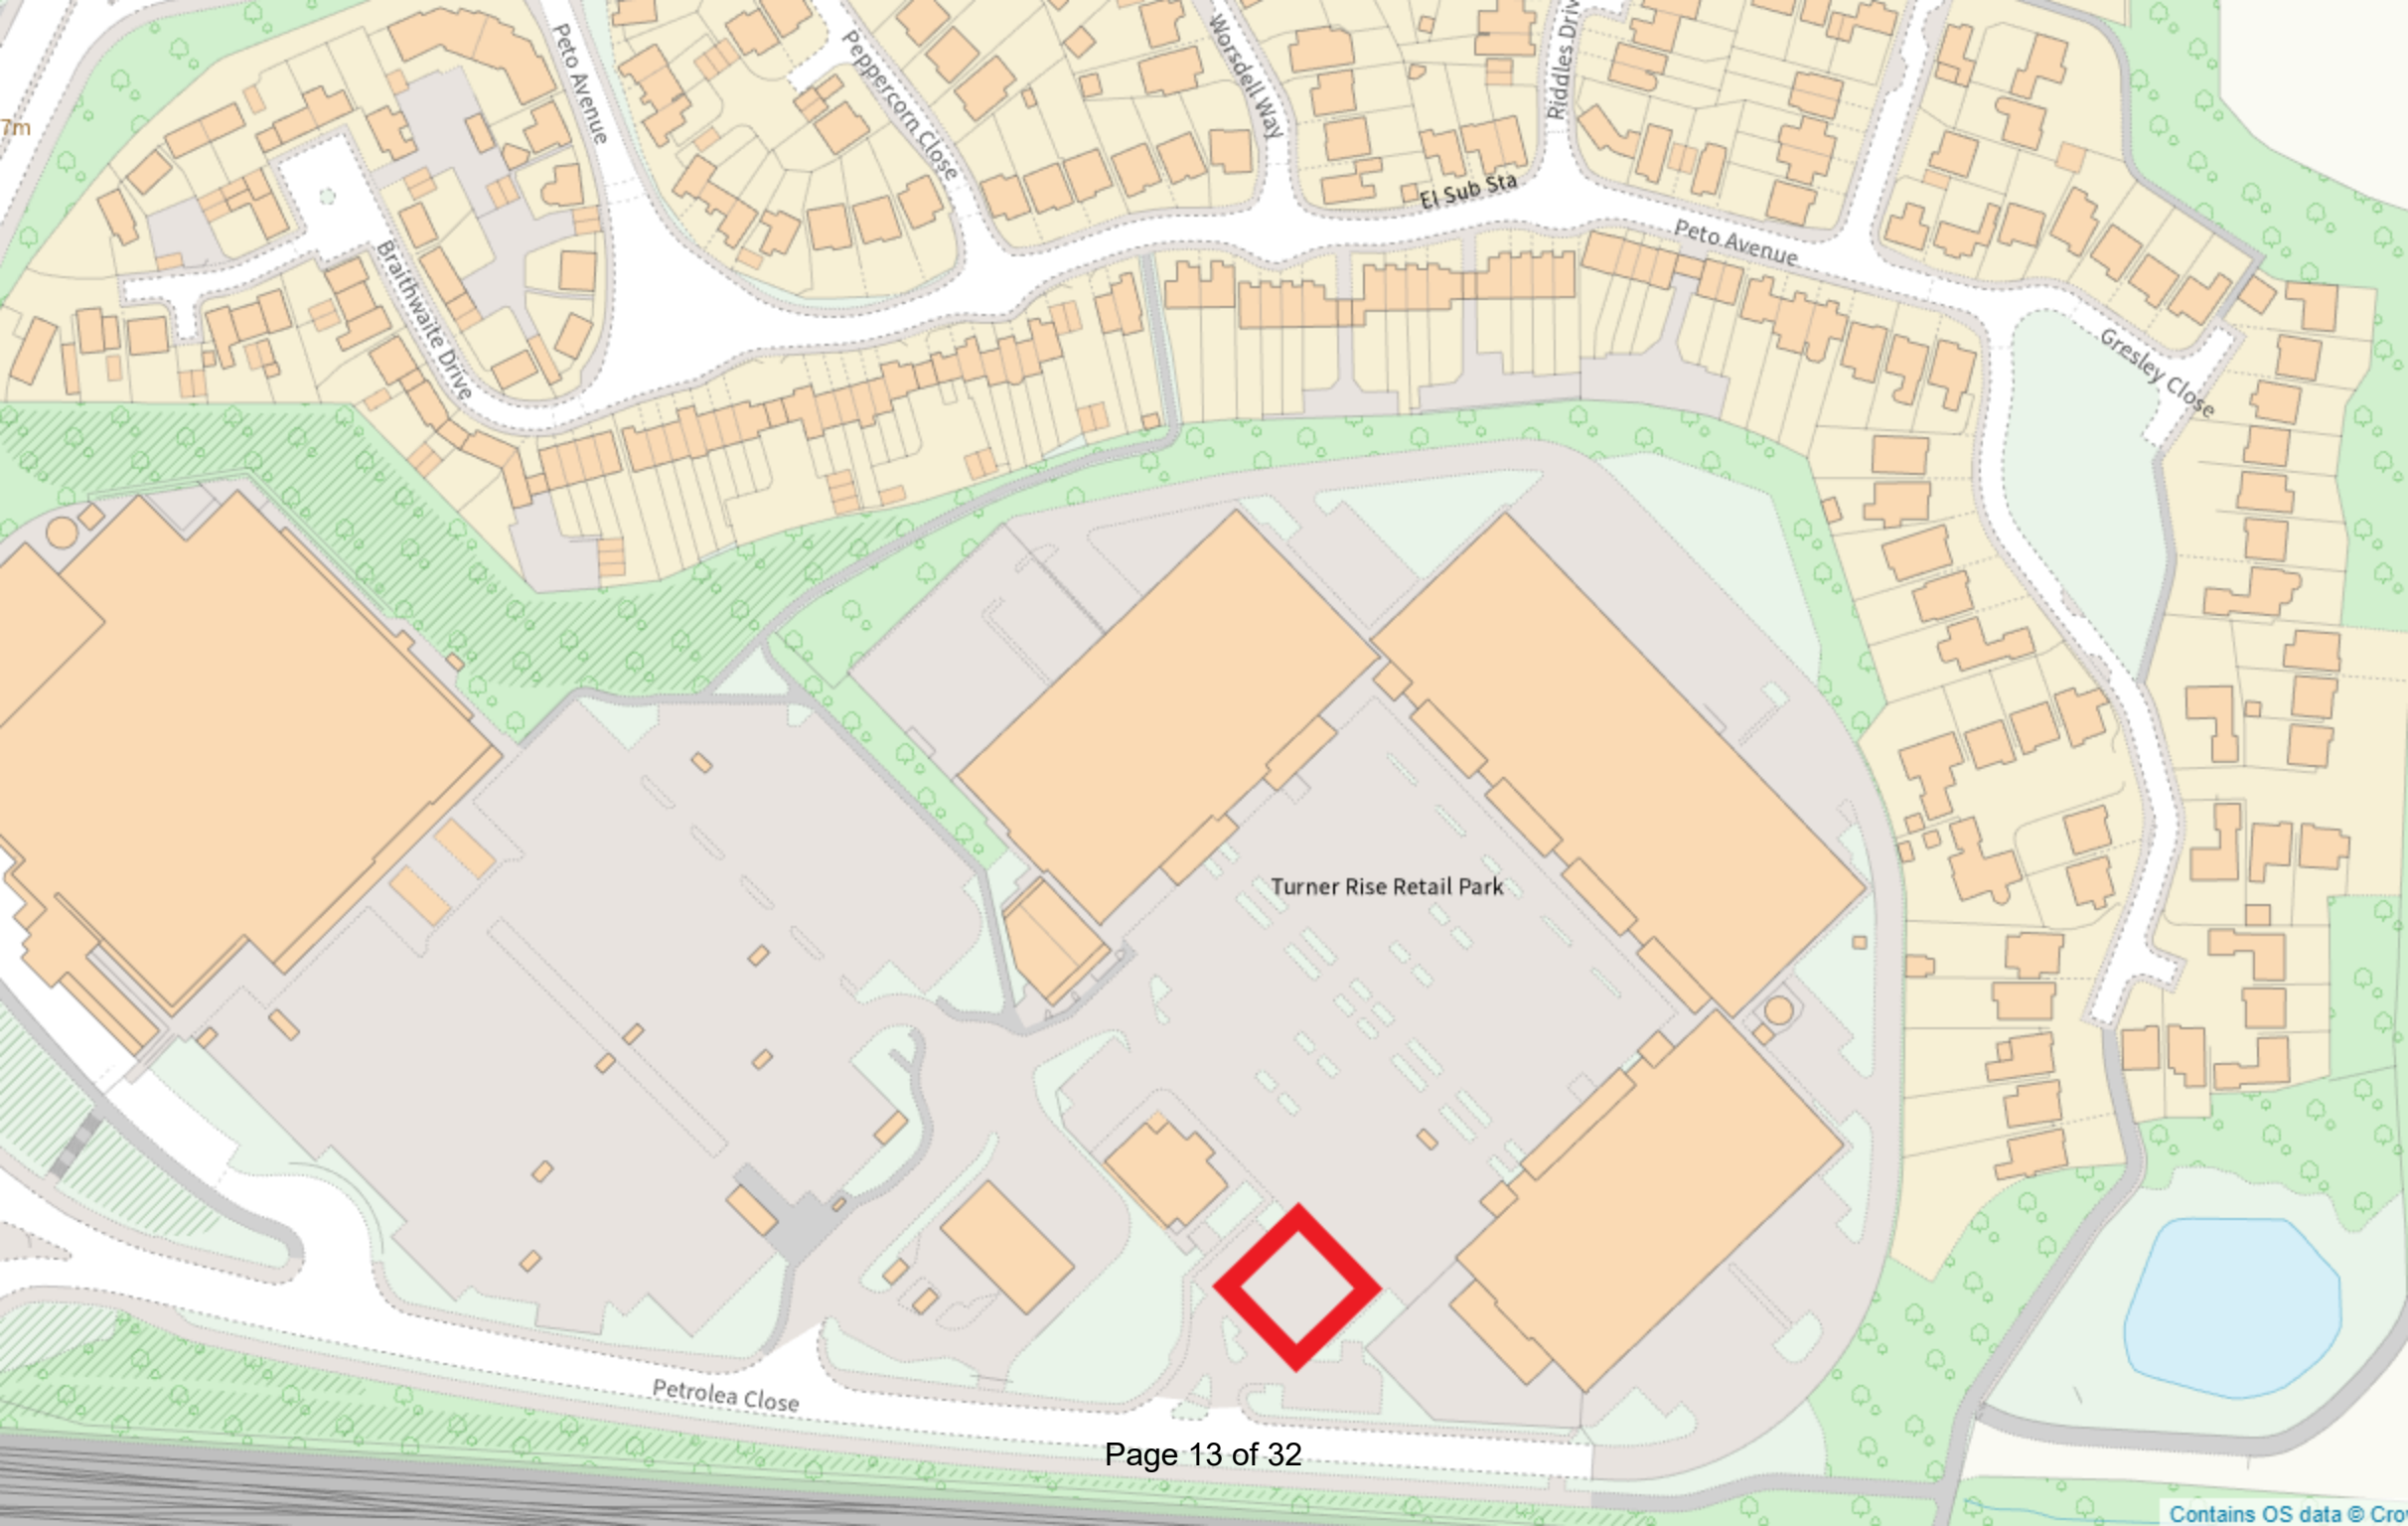 Peto Avenue
Peppercorn Close
Worsdell Way
Riddles Driv
7m
El Sub Sta
Peto Avenue
Braithwaite Drive
Gresley Close
Turner Rise Retail Park
Petrolea Close
Page 13 of 32
Contains OS data © Cro